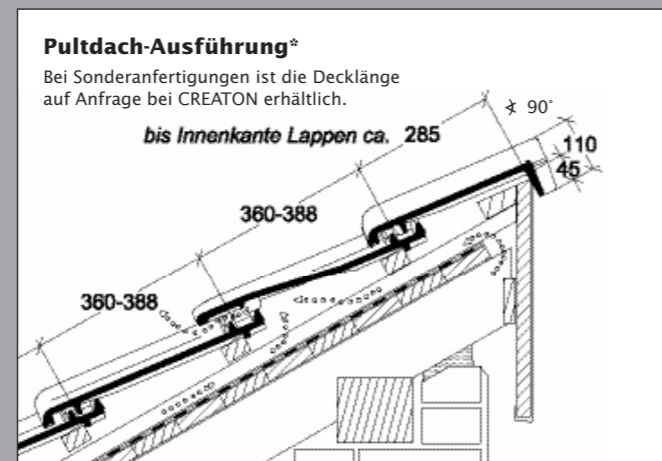 Pultdach-Ausführung*
Bei Sonderanfertigungen ist die Decklänge
auf Anfrage bei CREATON erhältlich.
∢ 90°
bis Innenkante Lappen ca. 285
110
45
360-388
360-388